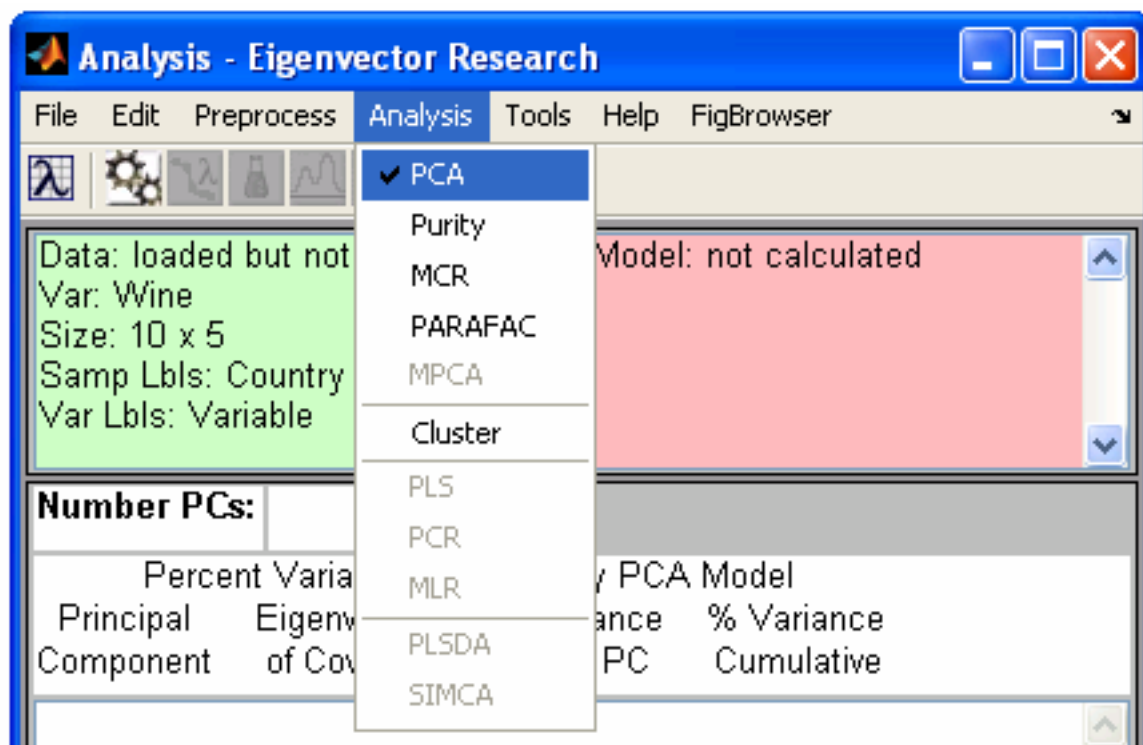 Analysis - Eigenvector Research
File Edit Preprocess Analysis Tools Help FigBrowser
PCA
Purity
MCR
PARAFAC
MPCA
Cluster
PLS
PCR
MLR
PLSDA
SIMCA
Data: loaded but not
Var: Wine
Size: 10 x 5
Samp Lbls: Country
Var Lbls: Variable
Model: not calculated
Number PCs:
Percent Varia y PCA Model
Principal Eigenv ance % Variance
Component of Cov PC Cumulative